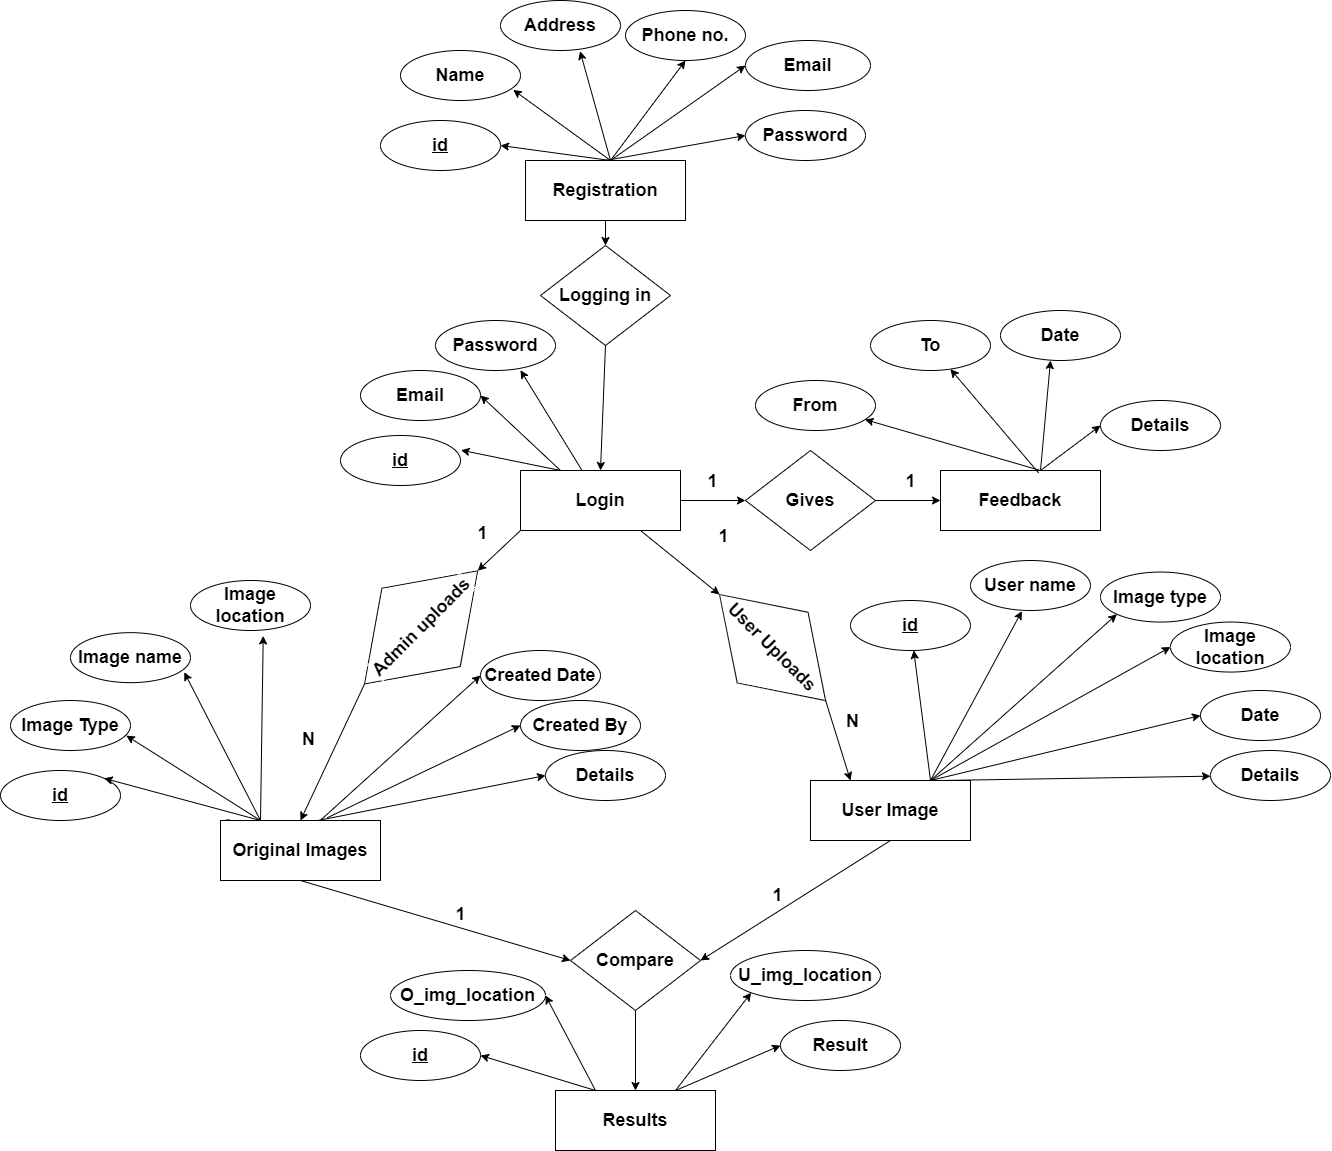 Address
Phone no.
Name
Email
id
Password
Registration
Logging in
Password
Email
id
To
Date
From
Details
Login
1
Gives
1
Feedback
1
1
Admin uploads
User Uploads
Image
location
Image name
Image Type
id
Created Date
Created By
Details
N
N
id
User name
Image type
Image
location
Date
Details
Original Images
User Image
1
1
Compare
O_img_location
U_img_location
id
Result
Results